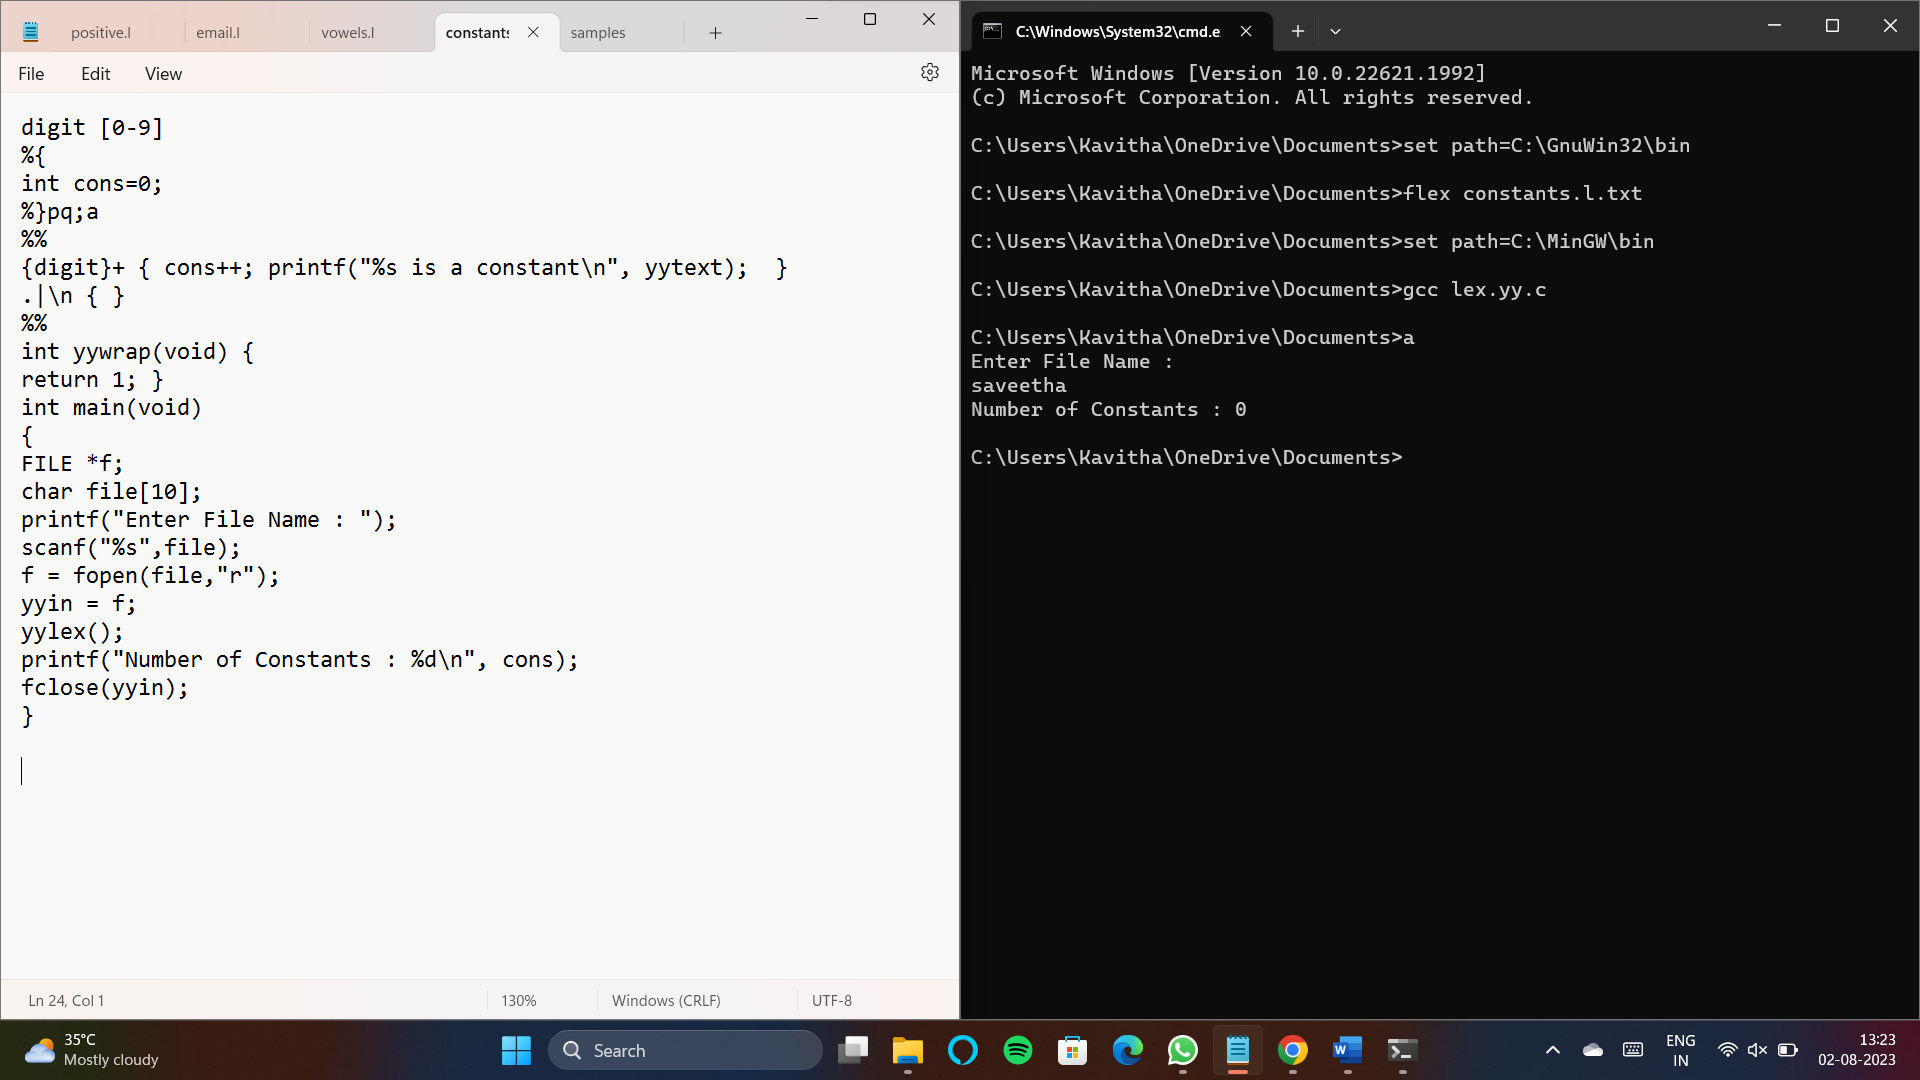 positive.l
email.l
vowels.l
constants
samples
File
Edit
View
digit [0-9]
%{
int cons=0;
%}pq;a
%%
{digit}+ { cons++; printf("%s is a constant\n", yytext);  }
.|\n { }
%%
int yywrap(void) {
return 1; }
int main(void)
{
FILE *f;
char file[10];
printf("Enter File Name : ");
scanf("%s",file);
f = fopen(file,"r");
yyin = f;
yylex();
printf("Number of Constants : %d\n", cons);
fclose(yyin);
}
Ln 24, Col 1
130%
Windows (CRLF)
UTF-8
C:\Windows\System32\cmd.e
Microsoft Windows [Version 10.0.22621.1992]
(c) Microsoft Corporation. All rights reserved.
C:\Users\Kavitha\OneDrive\Documents>set path=C:\GnuWin32\bin
C:\Users\Kavitha\OneDrive\Documents>flex constants.l.txt
C:\Users\Kavitha\OneDrive\Documents>set path=C:\MinGW\bin
C:\Users\Kavitha\OneDrive\Documents>gcc lex.yy.c
C:\Users\Kavitha\OneDrive\Documents>a
Enter File Name :
saveetha
Number of Constants : 0
C:\Users\Kavitha\OneDrive\Documents>
35°C
Mostly cloudy
Search
ENG
IN
13:23
02-08-2023